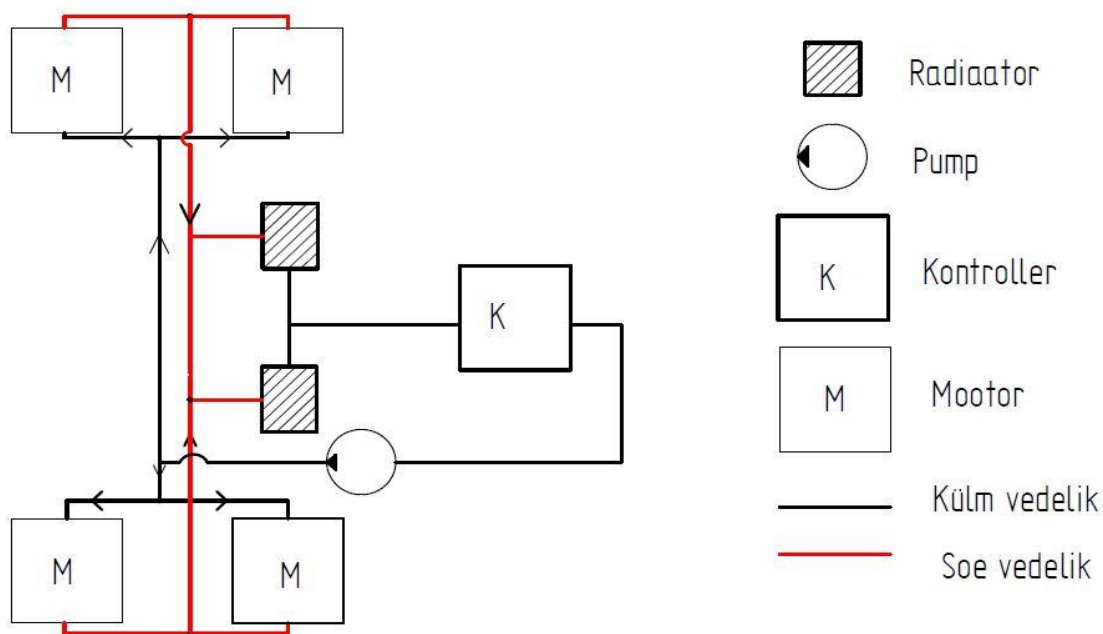 M
M
K
M
M
Radiaator
Pump
K
Kontroller
M
Mootor
Külm vedelik
Soe vedelik